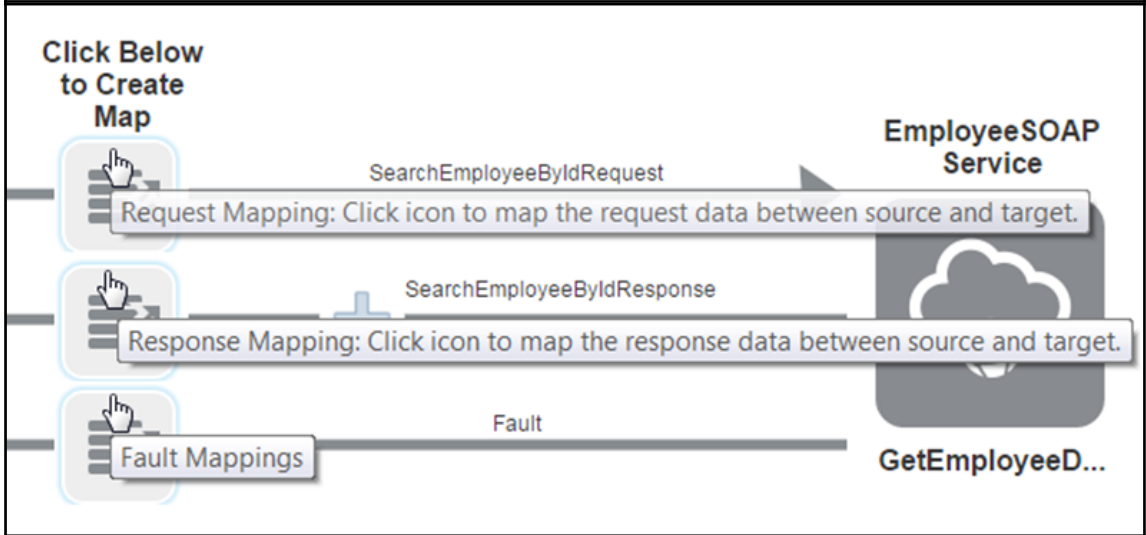 Click Below
to Create
Map
EmployeeSOAP
Service
SearchEmployeeByIdRequest
Request Mapping: Click icon to map the request data between source and target.
SearchEmployeeByIdResponse
Response Mapping: Click icon to map the response data between source and target.
Fault
Fault Mappings
GetEmployeeD...